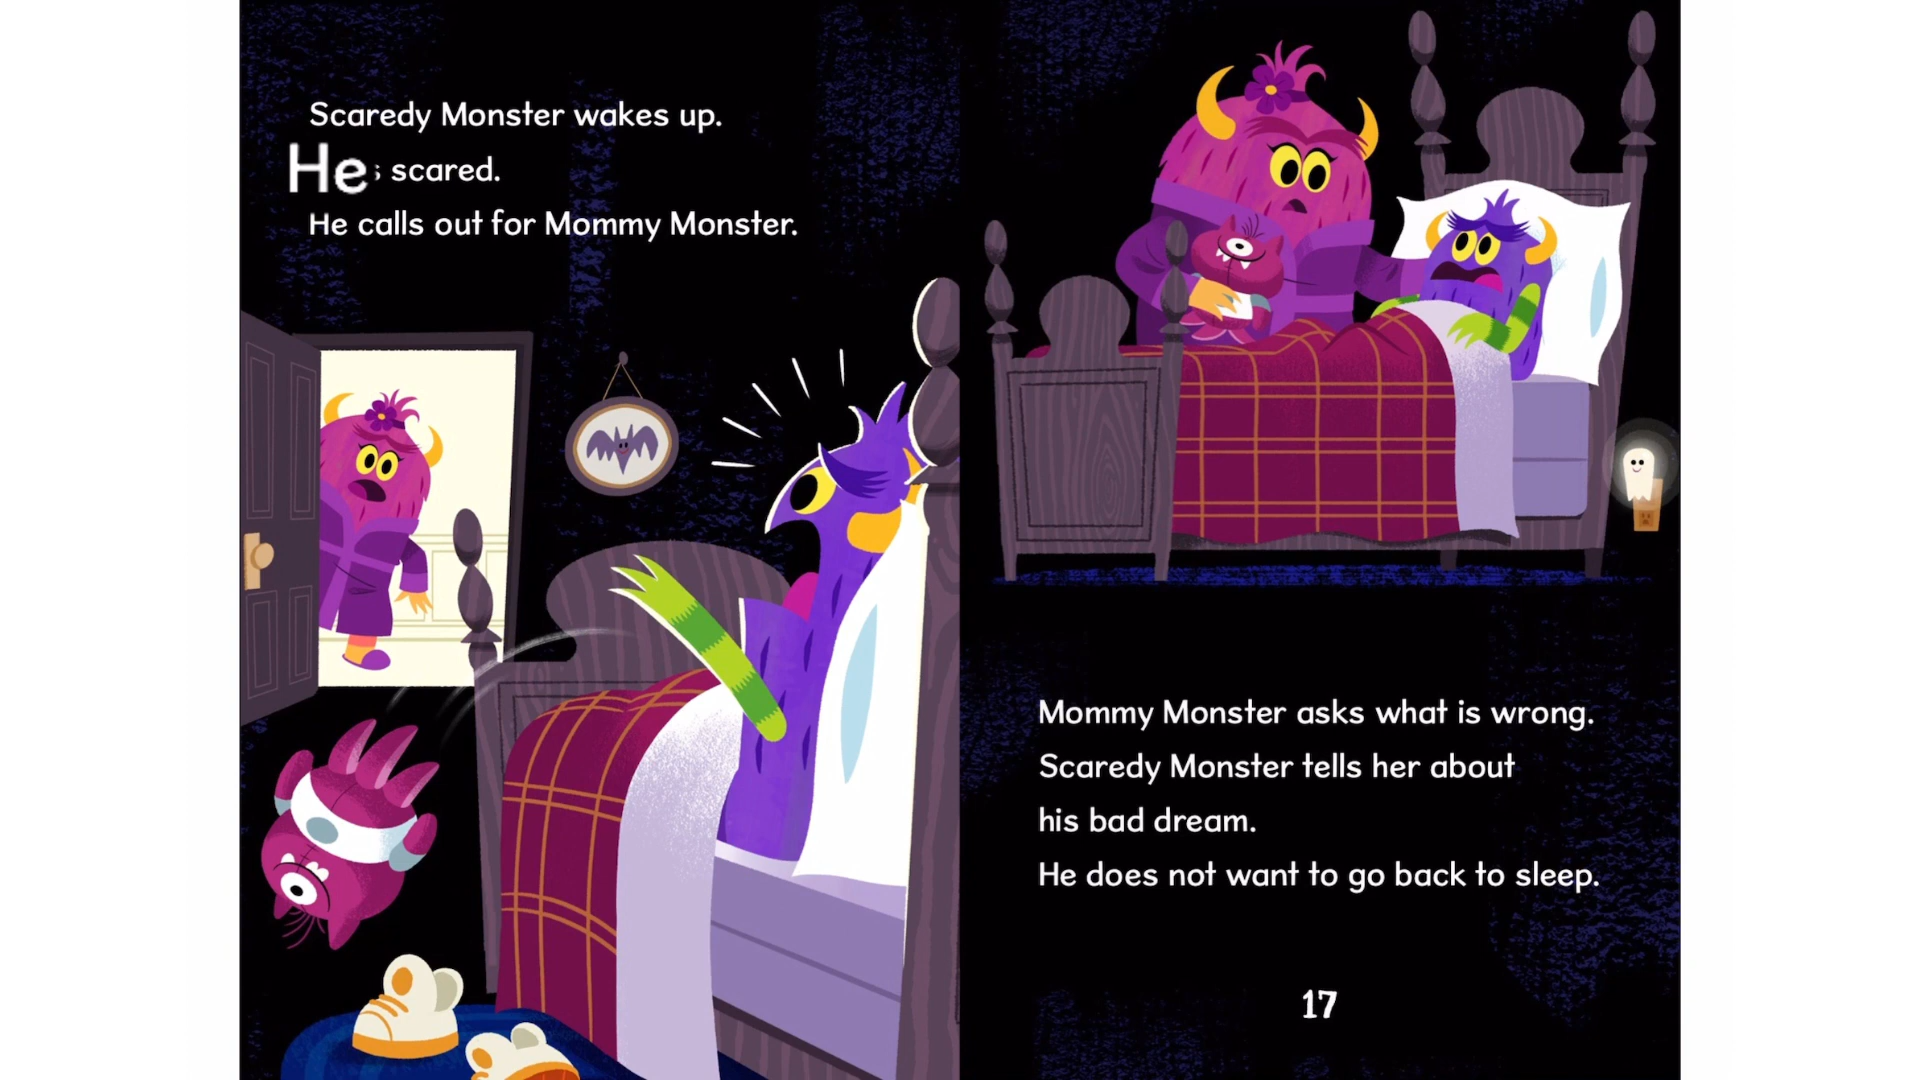 Scaredy Monster wakes up.
He scared.
He calls out for Mommy Monster.
Mommy Monster asks what is wrong.
Scaredy Monster tells her about
his bad dream.
He does not want to go back to sleep.
17